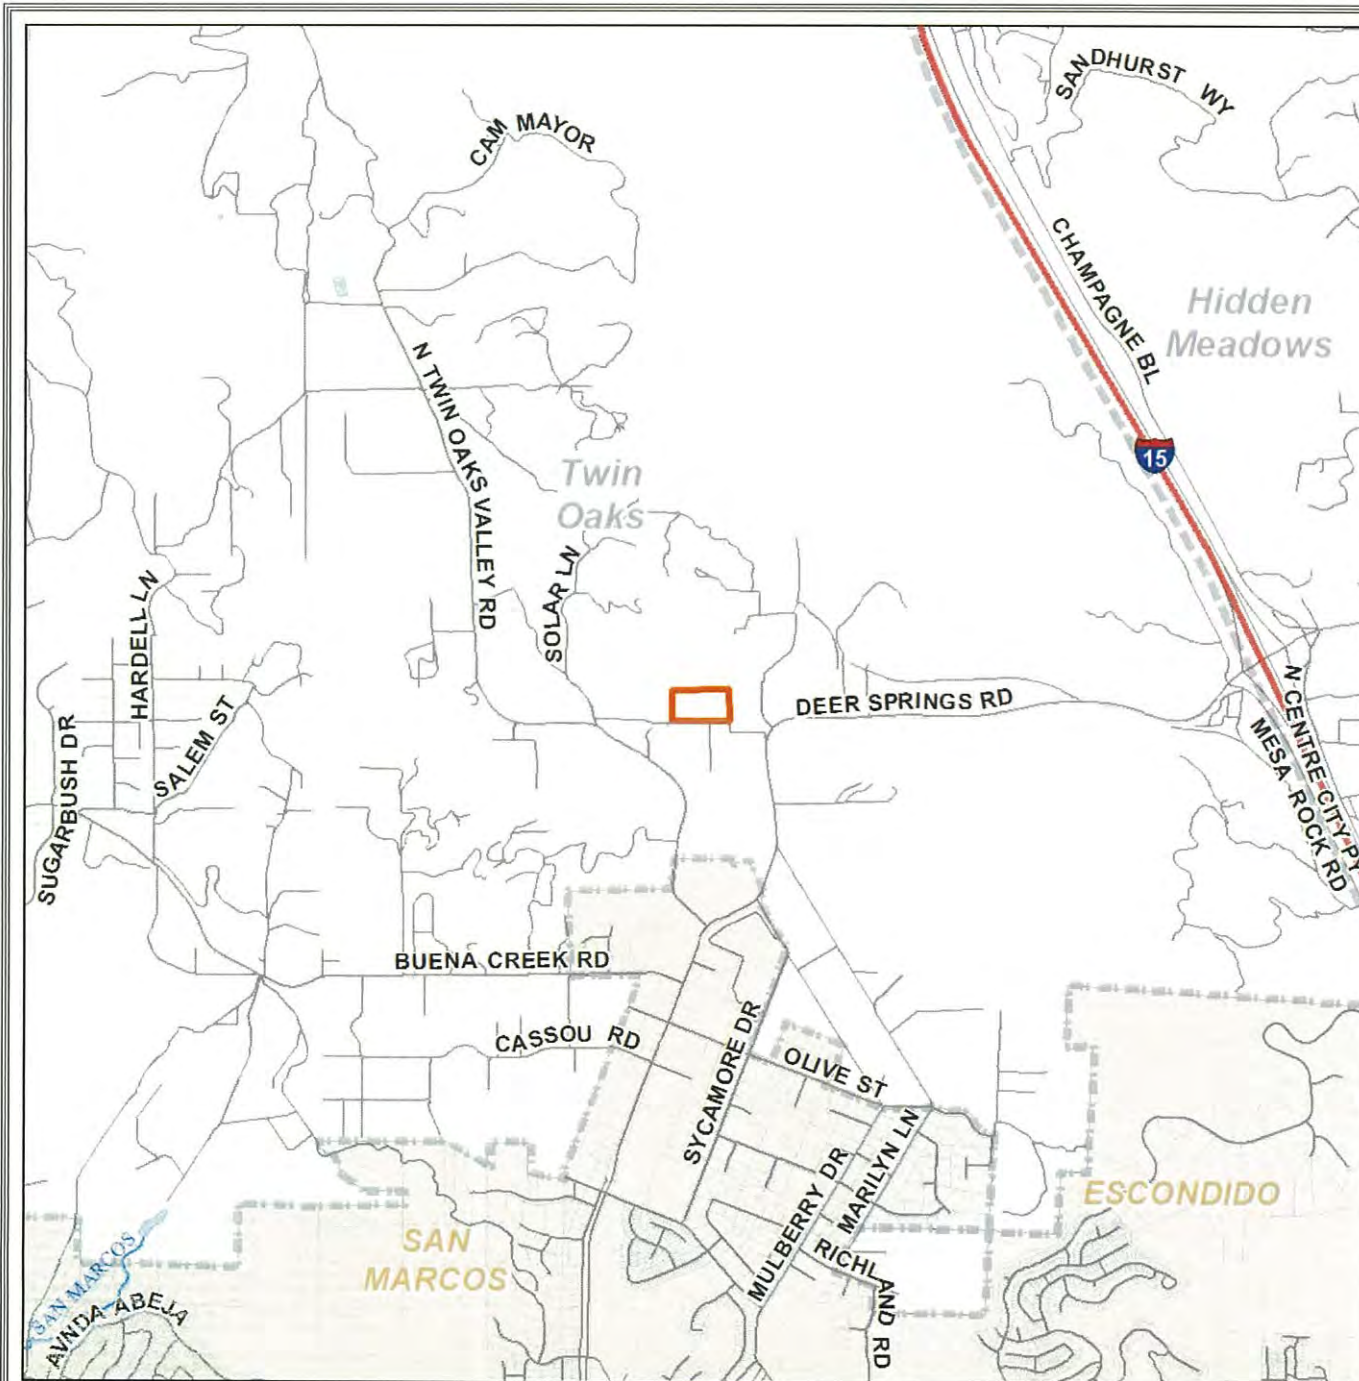 SANDHURST WY
CAM MAYOR
CHAMPAGNE BL
Hidden
Meadows
N TWIN OAKS VALLEY RD
15
Twin
Oaks
SOLAR LN
HARDELL LN
SALEM ST
SUGARBUSH DR
DEER SPRINGS RD
N CENTRE CITY PY
MESA ROCK RD
BUENA CREEK RD
CASSOU RD
SYCAMORE DR
OLIVE ST
MARILYN LN
MULBERRY DR
RICHLAND RD
ESCONDIDO
SAN
MARCOS
SAN MARCOS
AVNDA ABEJA